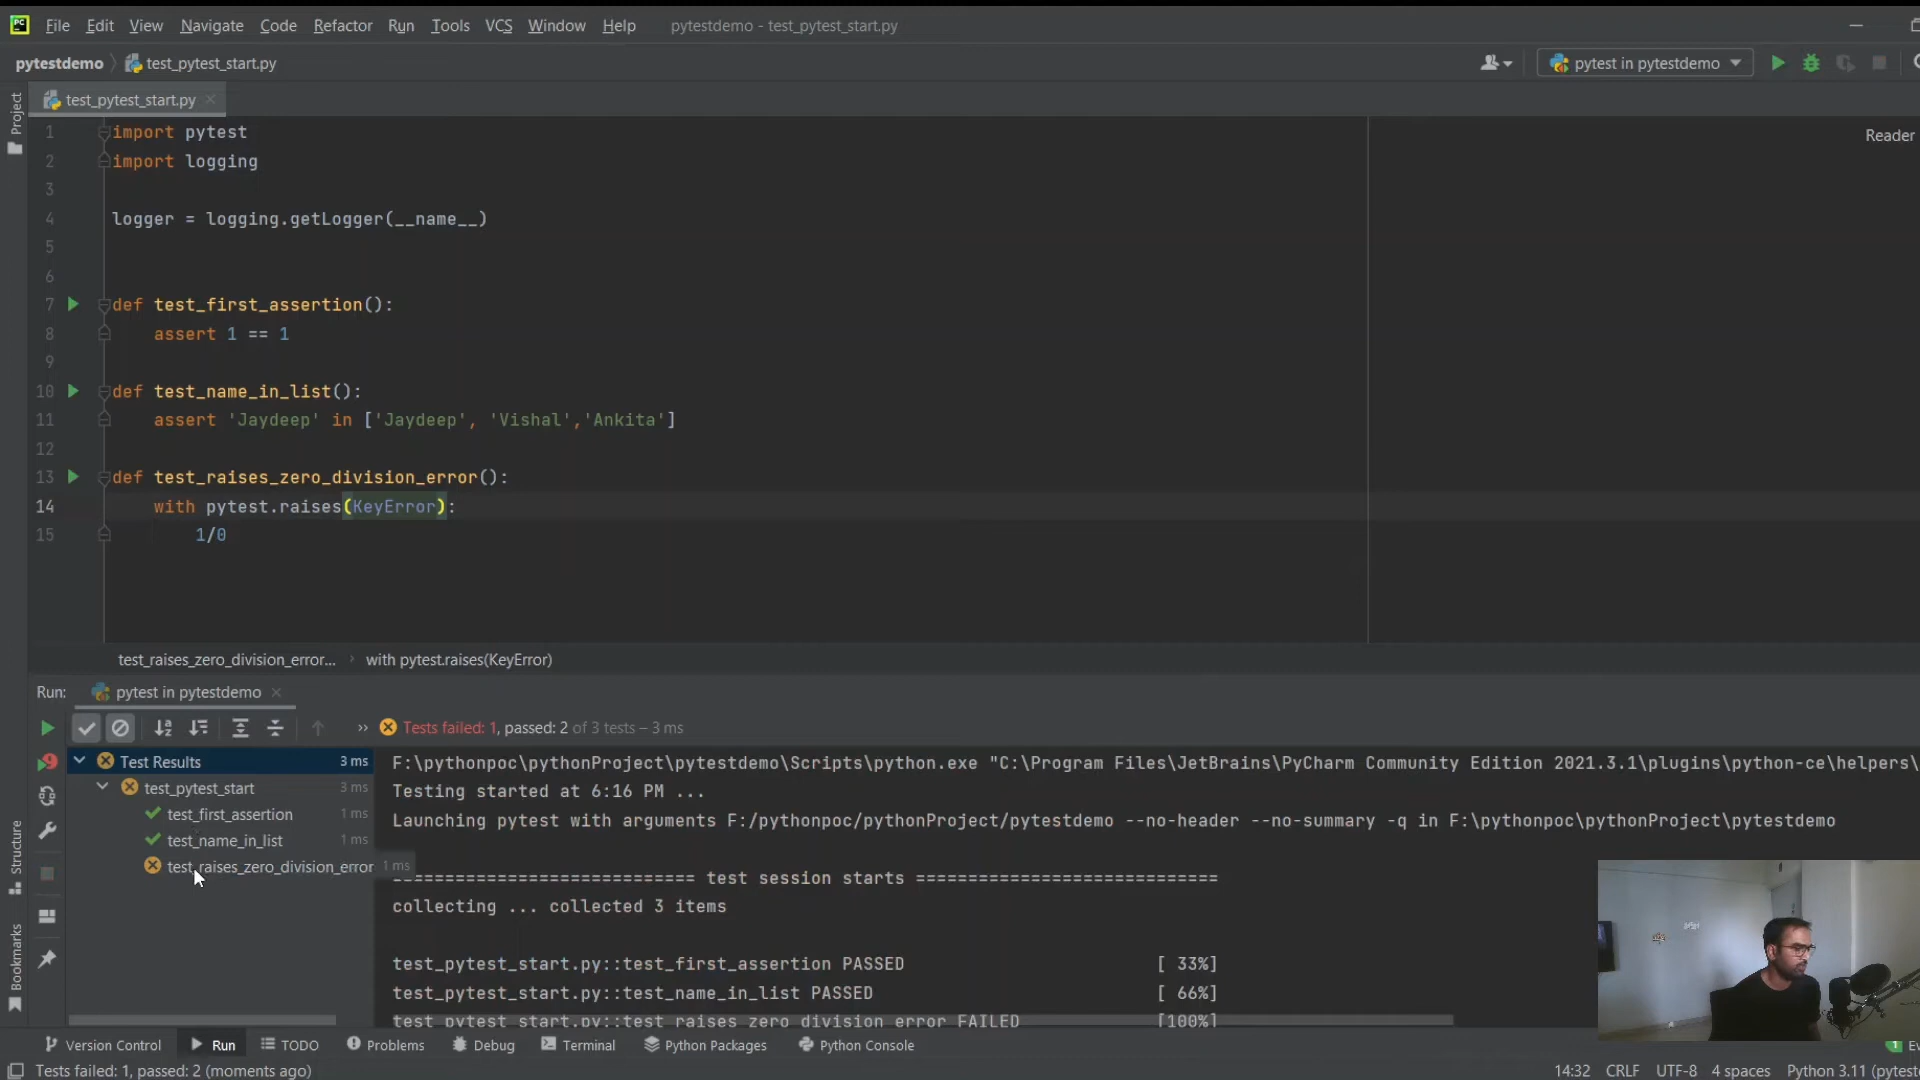 PC File Edit View Navigate Code Refactor Run Tools VCS Window Help pytestdemo - test_pytest_start.py
pytestdemo test_pytest_start.py
pytest in pytestdemo
Project
test_pytest_start.py
Reader
1 import pytest
2 import logging
3
4 logger = logging.getLogger(__name__)
5
6
7 def test_first_assertion():
8 assert 1 == 1
9
10 def test_name_in_list():
11 assert 'Jaydeep' in ['Jaydeep', 'Vishal','Ankita']
12
13 def test_raises_zero_division_error():
14 with pytest.raises(KeyError):
15 1/0
test_raises_zero_division_error... › with pytest.raises(KeyError)
Run: pytest in pytestdemo
» Tests failed: 1, passed: 2 of 3 tests – 3 ms
Test Results 3 ms
test_pytest_start 3 ms
test_first_assertion 1 ms
test_name_in_list 1 ms
test_raises_zero_division_error 1 ms
F:\pythonpoc\pythonProject\pytestdemo\Scripts\python.exe "C:\Program Files\JetBrains\PyCharm Community Edition 2021.3.1\plugins\python-ce\helpers\
Testing started at 6:16 PM ...
Launching pytest with arguments F:/pythonpoc/pythonProject/pytestdemo --no-header --no-summary -q in F:\pythonpoc\pythonProject\pytestdemo
============================ test session starts =============================
collecting ... collected 3 items
test_pytest_start.py::test_first_assertion PASSED [ 33%]
test_pytest_start.py::test_name_in_list PASSED [ 66%]
test_pytest_start.py::test_raises_zero_division_error FAILED [100%]
Structure
Bookmarks
Version Control Run TODO Problems Debug Terminal Python Packages Python Console 1
Tests failed: 1, passed: 2 (moments ago) 14:32 CRLF UTF-8 4 spaces Python 3.11 (pytest